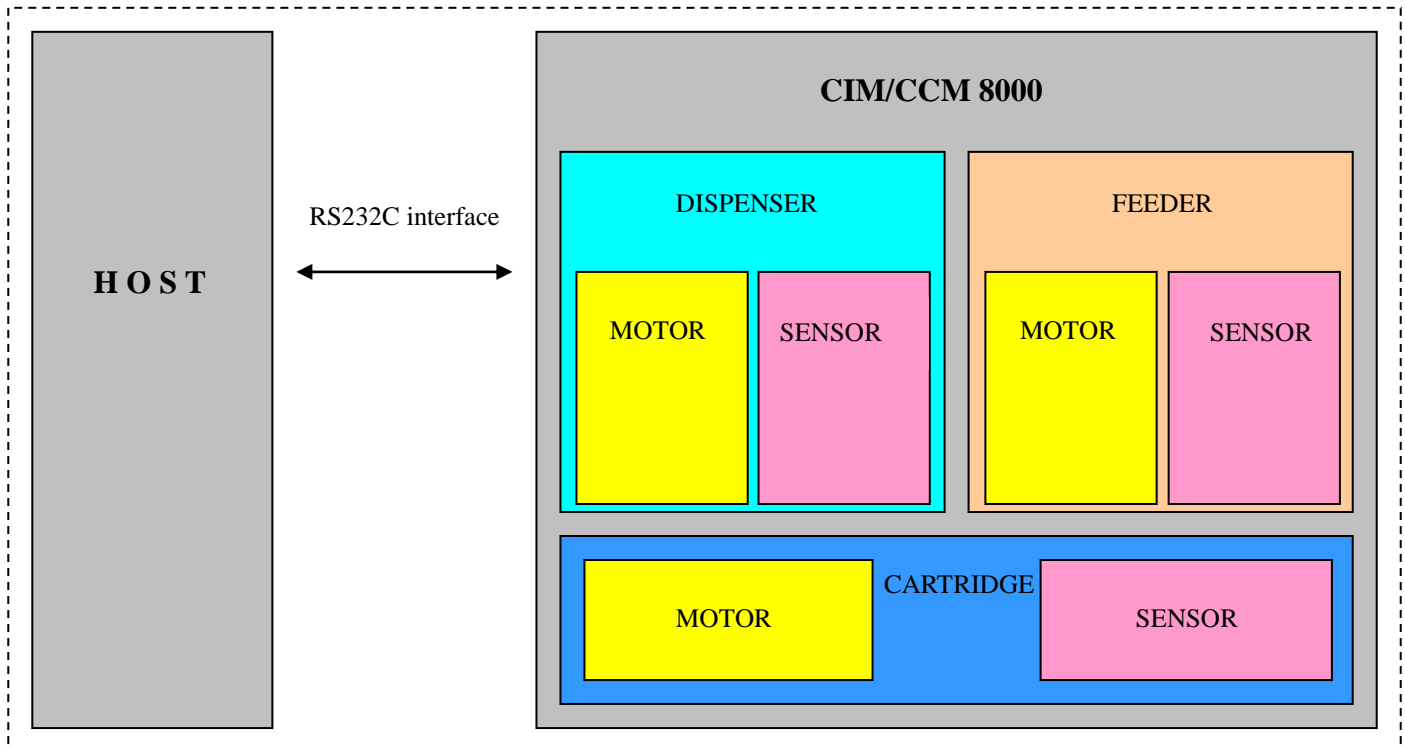 CIM/CCM 8000
DISPENSER
FEEDER
RS232C interface
H O S T
MOTOR
SENSOR
MOTOR
SENSOR
CARTRIDGE
MOTOR
SENSOR